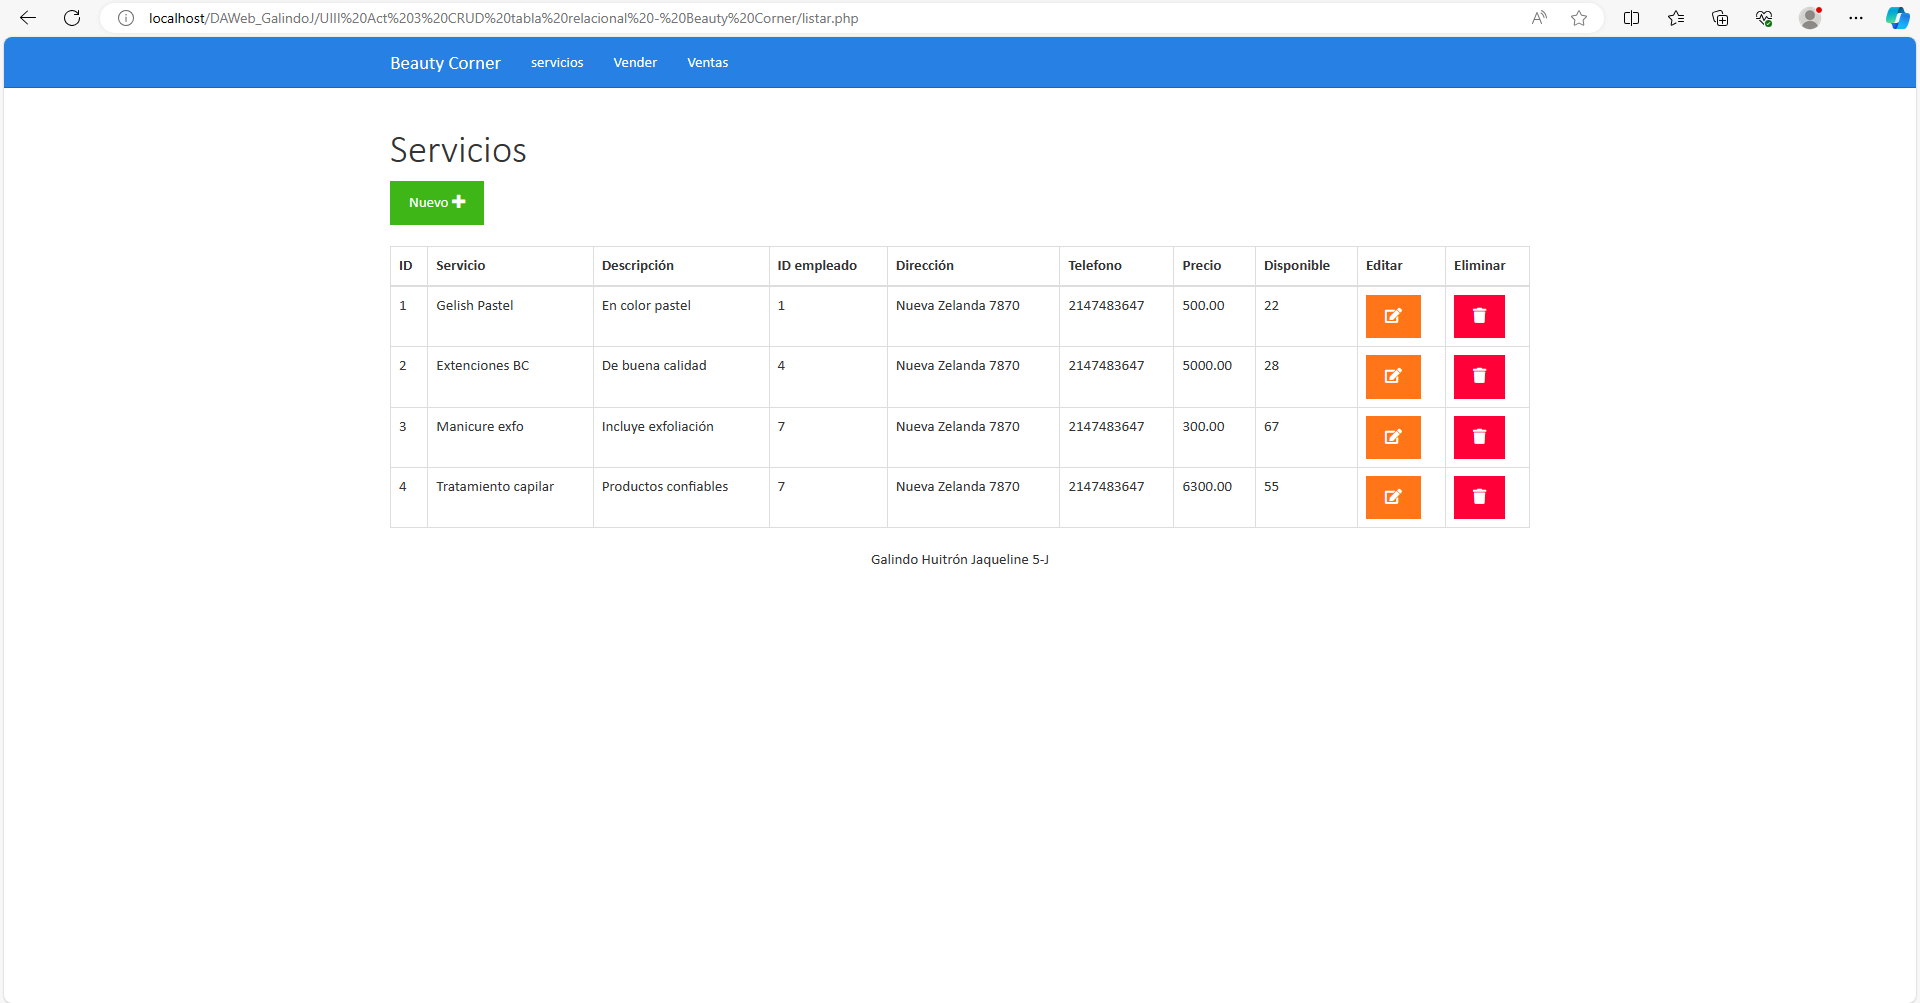 localhost/DAWeb_GalindoJ/UIII%20Act%203%20CRUD%20tabla%20relacional%20-%20Beauty%20Corner/listar.php
Beauty Corner servicios Vender Ventas
Servicios
Nuevo
ID Servicio Descripción ID empleado Dirección Telefono Precio Disponible Editar Eliminar
1 Gelish Pastel En color pastel 1 Nueva Zelanda 7870 2147483647 500.00 22
2 Extenciones BC De buena calidad 4 Nueva Zelanda 7870 2147483647 5000.00 28
3 Manicure exfo Incluye exfoliación 7 Nueva Zelanda 7870 2147483647 300.00 67
4 Tratamiento capilar Productos confiables 7 Nueva Zelanda 7870 2147483647 6300.00 55
Galindo Huitrón Jaqueline 5-J